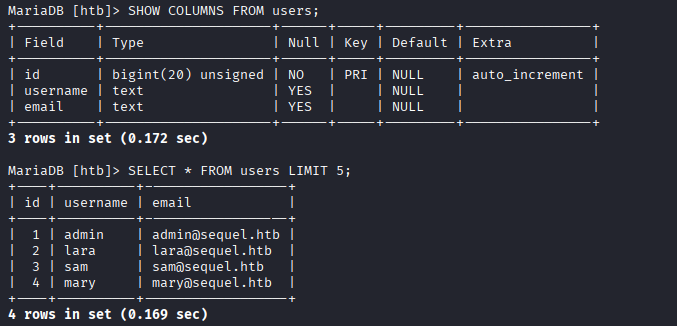 MariaDB [htb]> SHOW COLUMNS FROM users;
+----------+---------------------+------+-----+---------+----------------+
| Field    | Type                | Null | Key | Default | Extra          |
+----------+---------------------+------+-----+---------+----------------+
| id       | bigint(20) unsigned | NO   | PRI | NULL    | auto_increment |
| username | text                | YES  |     | NULL    |                |
| email    | text                | YES  |     | NULL    |                |
+----------+---------------------+------+-----+---------+----------------+
3 rows in set (0.172 sec)

MariaDB [htb]> SELECT * FROM users LIMIT 5;
+----+----------+------------------+
| id | username | email            |
+----+----------+------------------+
|  1 | admin    | admin@sequel.htb |
|  2 | lara     | lara@sequel.htb  |
|  3 | sam      | sam@sequel.htb   |
|  4 | mary     | mary@sequel.htb  |
+----+----------+------------------+
4 rows in set (0.169 sec)